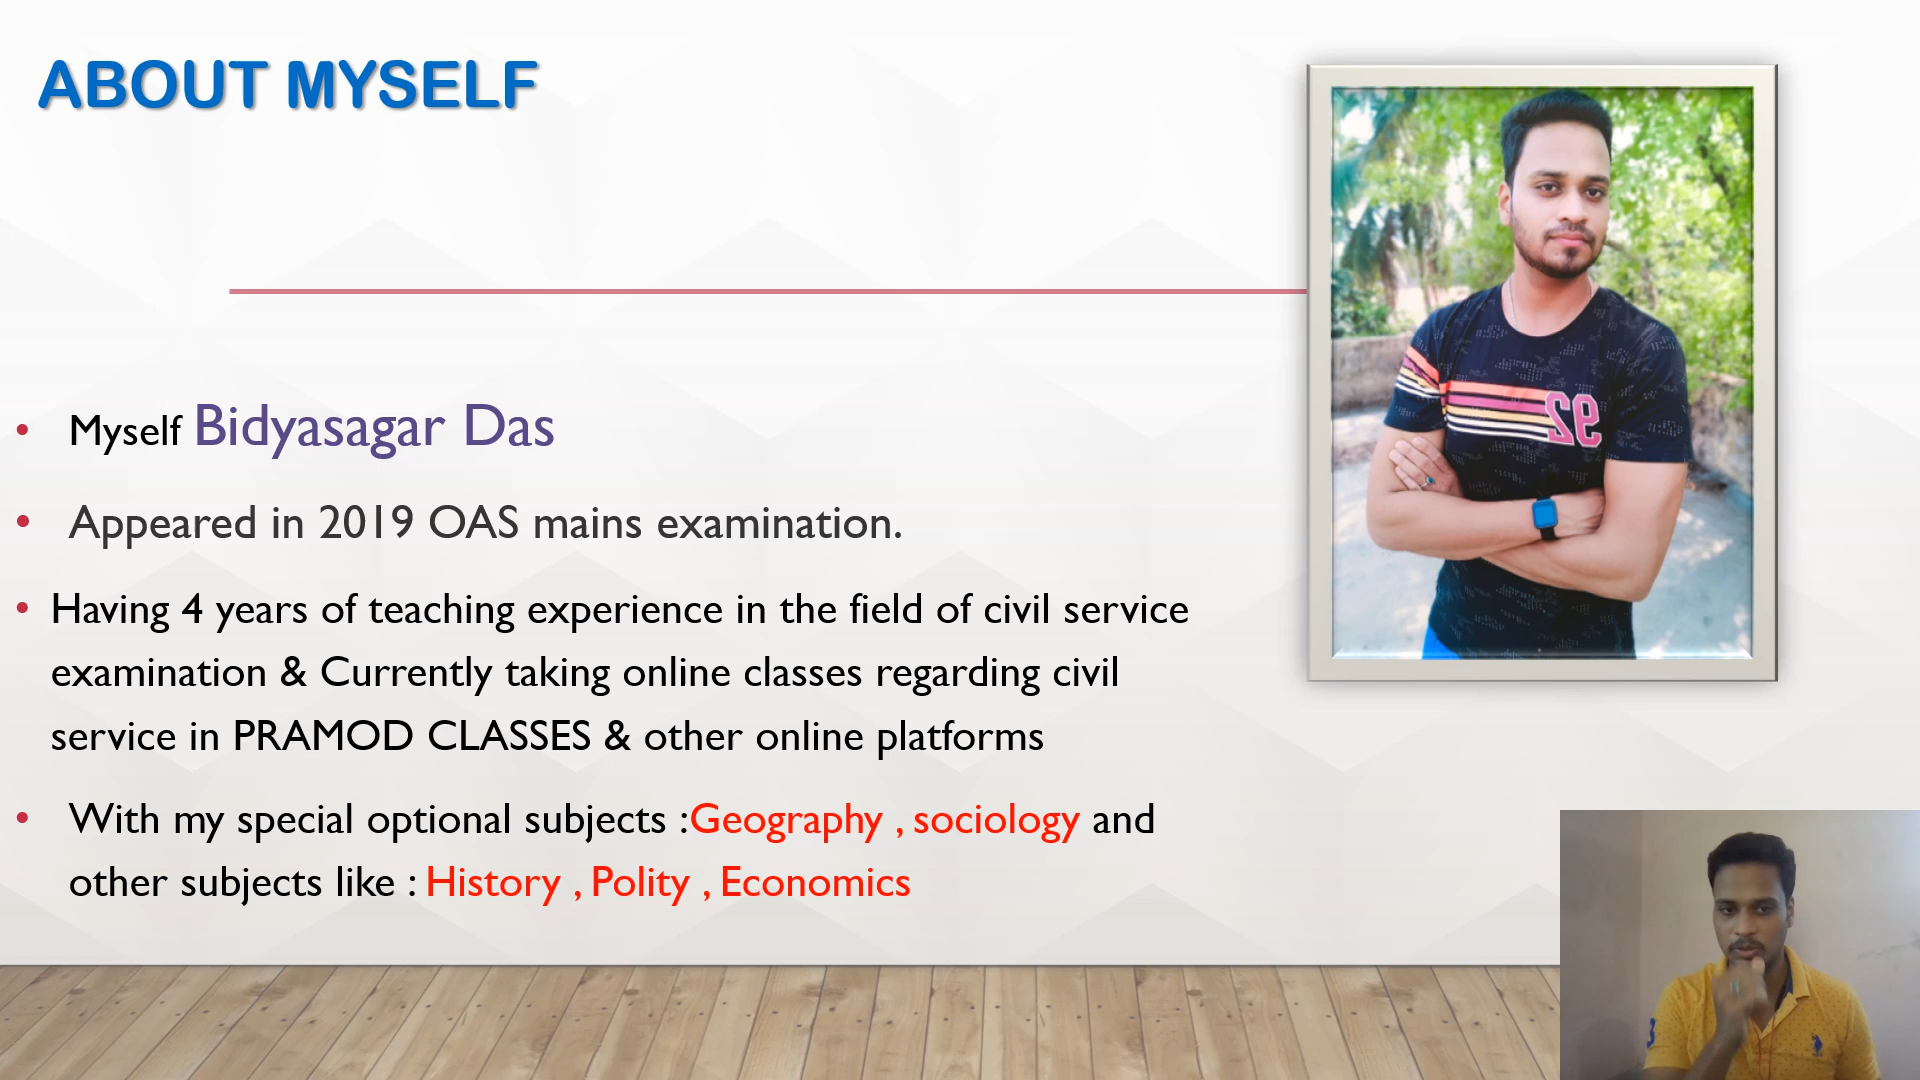 ABOUT MYSELF
• Myself Bidyasagar Das
• Appeared in 2019 OAS mains examination.
• Having 4 years of teaching experience in the field of civil service
examination & Currently taking online classes regarding civil
service in PRAMOD CLASSES & other online platforms
• With my special optional subjects :Geography , sociology and
other subjects like : History , Polity , Economics
92
3